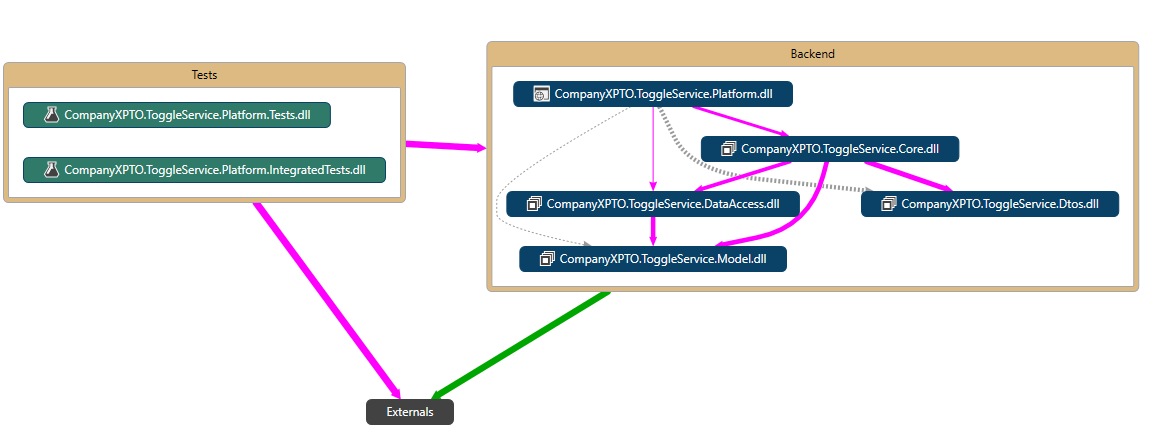 Tests
CompanyXPTO.ToggleService.Platform.Tests.dll
CompanyXPTO.ToggleService.Platform.IntegratedTests.dll
Backend
CompanyXPTO.ToggleService.Platform.dll
CompanyXPTO.ToggleService.Core.dll
CompanyXPTO.ToggleService.DataAccess.dll
CompanyXPTO.ToggleService.Dtos.dll
CompanyXPTO.ToggleService.Model.dll
Externals